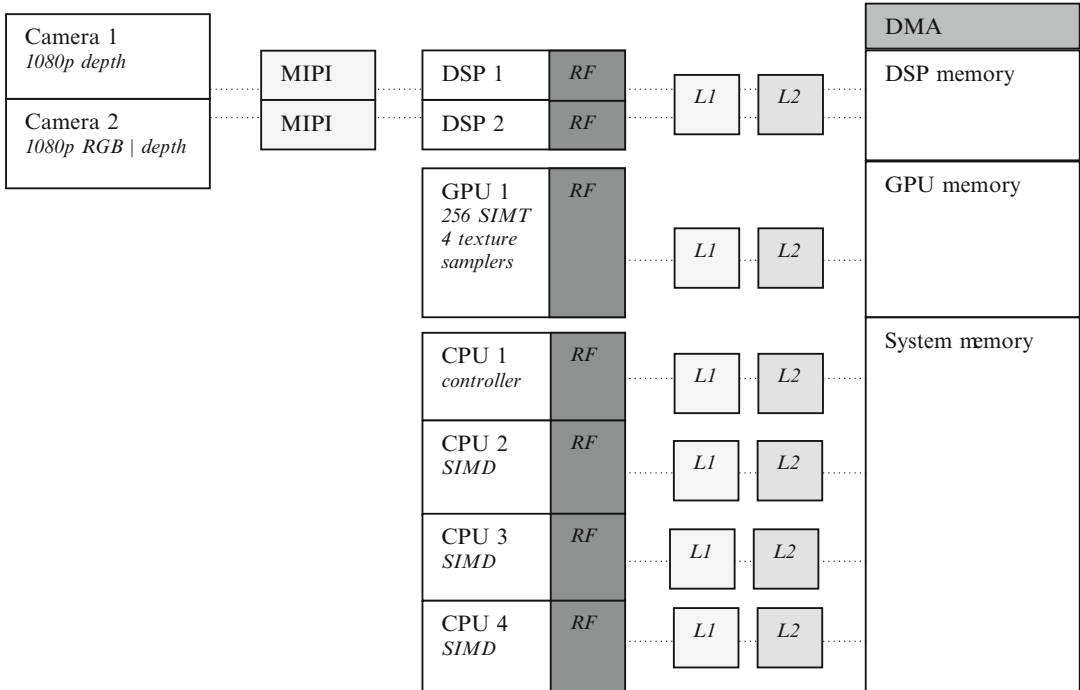 Camera 1
1080p depth
Camera 2
1080p RGB | depth
MIPI
MIPI
DSP 1
RF
DSP 2
RF
L1
L2
DMA
DSP memory
GPU 1
256 SIMT
4 texture
samplers
RF
L1
L2
GPU memory
CPU 1
controller
RF
L1
L2
System memory
CPU 2
SIMD
RF
L1
L2
CPU 3
SIMD
RF
L1
L2
CPU 4
SIMD
RF
L1
L2